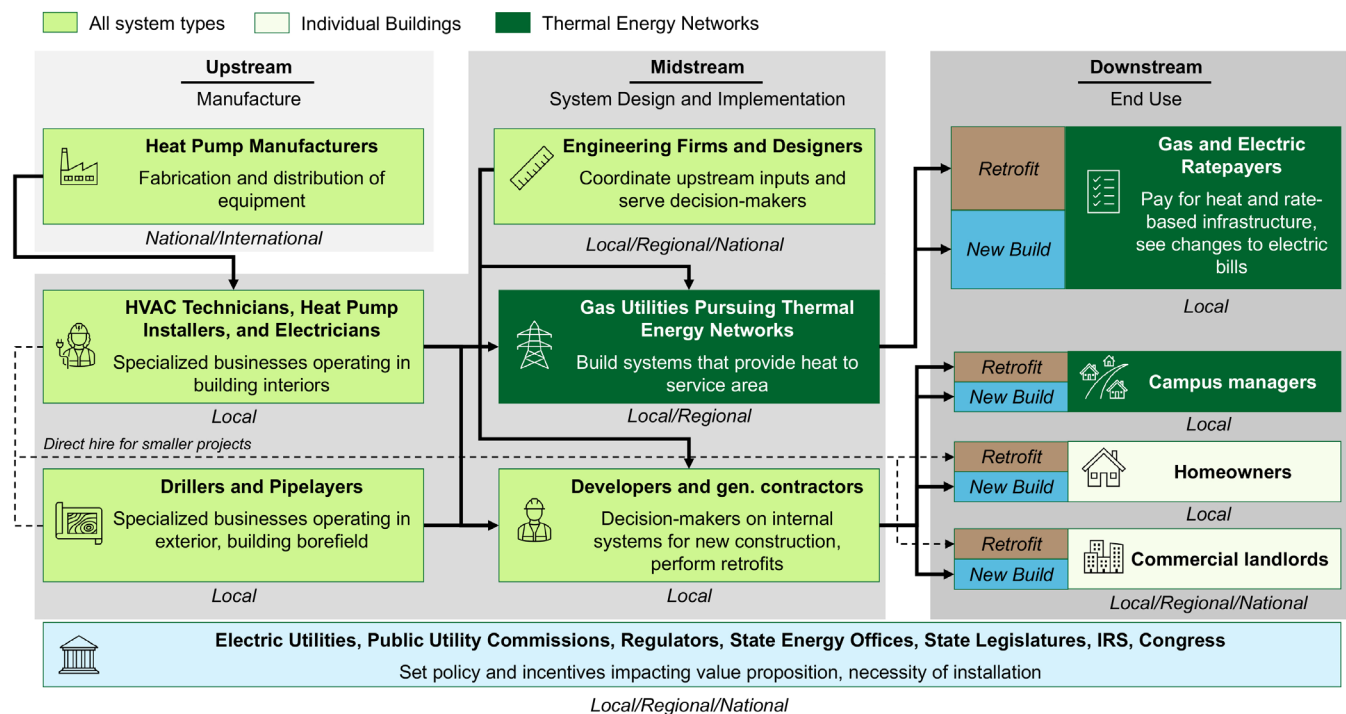 All system types
Individual Buildings
Thermal Energy Networks
Upstream
Manufacture
Heat Pump Manufacturers
Fabrication and distribution of
equipment
National/International
HVAC Technicians, Heat Pump
Installers, and Electricians
Specialized businesses operating in
building interiors
Local
Direct hire for smaller projects
Drillers and Pipelayers
Specialized businesses operating in
exterior, building borefield
Local
Midstream
System Design and Implementation
Engineering Firms and Designers
Coordinate upstream inputs and
serve decision-makers
Local/Regional/National
Gas Utilities Pursuing Thermal
Energy Networks
Build systems that provide heat to
service area
Local/Regional
Developers and gen. contractors
Decision-makers on internal
systems for new construction,
perform retrofits
Local
Downstream
End Use
Retrofit
New Build
Gas and Electric
Ratepayers
Pay for heat and rate-
based infrastructure,
see changes to electric
bills
Local
Retrofit
New Build
Campus managers
Local
Retrofit
New Build
Homeowners
Local
Retrofit
New Build
Commercial landlords
Local/Regional/National
Electric Utilities, Public Utility Commissions, Regulators, State Energy Offices, State Legislatures, IRS, Congress
Set policy and incentives impacting value proposition, necessity of installation
Local/Regional/National